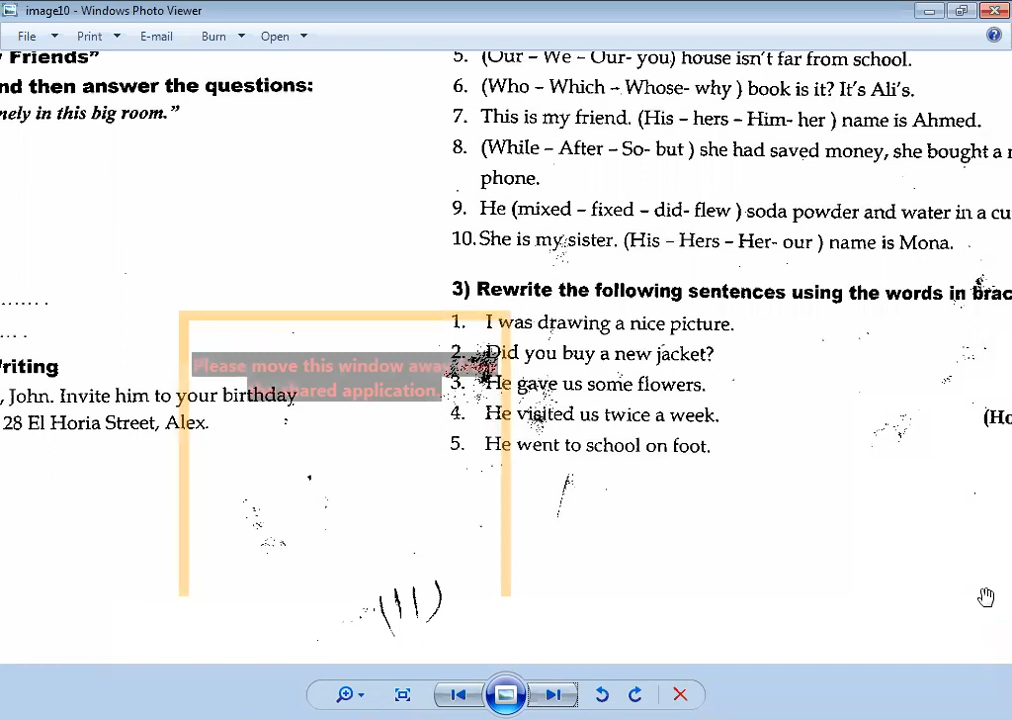 image10 - Windows Photo Viewer
File Print E-mail Burn Open
Friends"
nd then answer the questions:
nely in this big room."
……. .
… .
riting
, John. Invite him to your birthday
28 El Horia Street, Alex.
5. (Our – We – Our- you) house isn't far from school.
6. (Who – Which – Whose- why ) book is it? It's Ali's.
7. This is my friend. (His – hers – Him- her ) name is Ahmed.
8. (While – After – So- but ) she had saved money, she bought a
phone.
9. He (mixed – fixed – did- flew ) soda powder and water in a cu
10. She is my sister. (His – Hers – Her- our ) name is Mona.
3) Rewrite the following sentences using the words in brac
1. I was drawing a nice picture.
2. Did you buy a new jacket?
3. He gave us some flowers.
4. He visited us twice a week.
5. He went to school on foot.
(Ho
Please move this window away
shared application.